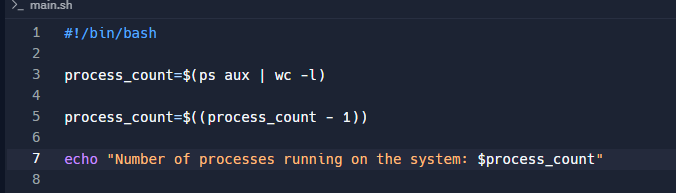 >_ main.sh
1 #!/bin/bash
2
3 process_count=$(ps aux | wc -l)
4
5 process_count=$((process_count - 1))
6
7 echo "Number of processes running on the system: $process_count"
8